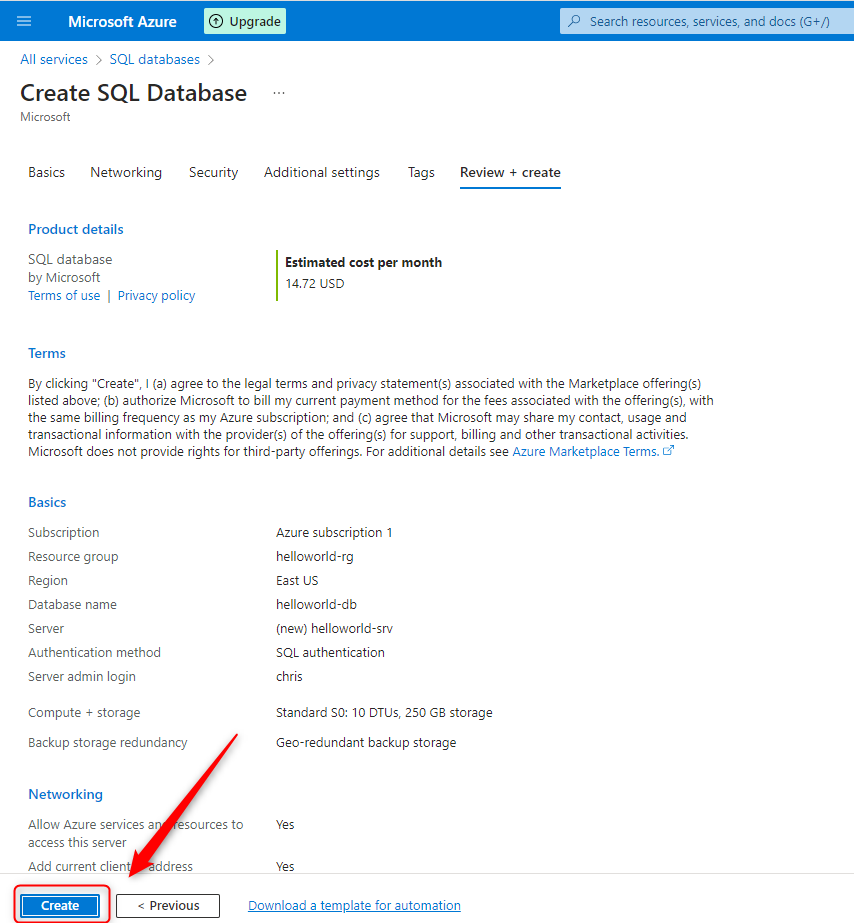 Microsoft Azure Upgrade Search resources, services, and docs (G+/)
All services > SQL databases >
Create SQL Database ...
Microsoft
Basics Networking Security Additional settings Tags Review + create
Product details
SQL database
by Microsoft
Terms of use | Privacy policy
Estimated cost per month
14.72 USD
Terms
By clicking "Create", I (a) agree to the legal terms and privacy statement(s) associated with the Marketplace offering(s)
listed above; (b) authorize Microsoft to bill my current payment method for the fees associated with the offering(s), with
the same billing frequency as my Azure subscription; and (c) agree that Microsoft may share my contact, usage and
transactional information with the provider(s) of the offering(s) for support, billing and other transactional activities.
Microsoft does not provide rights for third-party offerings. For additional details see Azure Marketplace Terms.
Basics
Subscription Azure subscription 1
Resource group helloworld-rg
Region East US
Database name helloworld-db
Server (new) helloworld-srv
Authentication method SQL authentication
Server admin login chris
Compute + storage Standard S0: 10 DTUs, 250 GB storage
Backup storage redundancy Geo-redundant backup storage
Networking
Allow Azure services and resources to Yes
access this server
Add current client address Yes
Create < Previous Download a template for automation